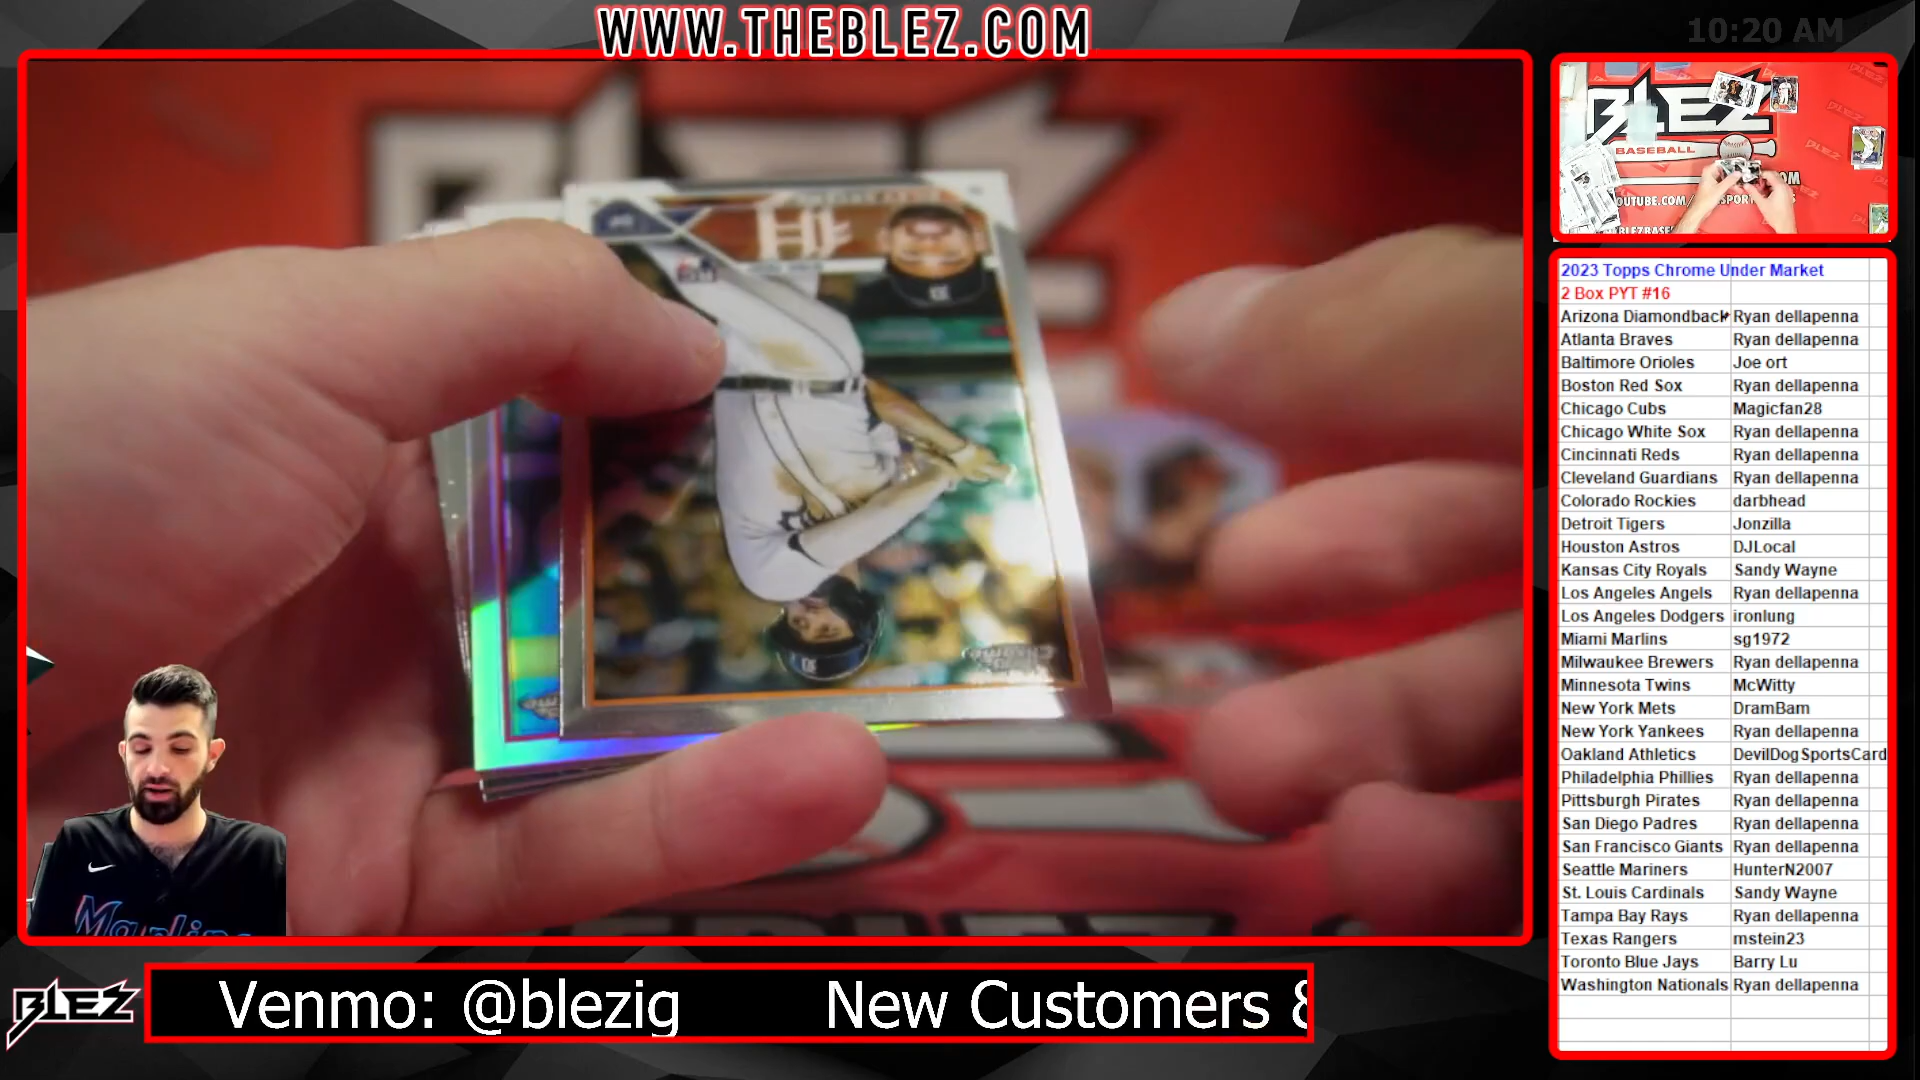 WWW.THEBLEZ.COM
10:20 AM
BLEZ
BASEBALL
2023 Topps Chrome Under Market
2 Box PYT #16
Arizona Diamondback Ryan dellapenna
Atlanta Braves Ryan dellapenna
Baltimore Orioles Joe ort
Boston Red Sox Ryan dellapenna
Chicago Cubs Magicfan28
Chicago White Sox Ryan dellapenna
Cincinnati Reds Ryan dellapenna
Cleveland Guardians Ryan dellapenna
Colorado Rockies darbhead
Detroit Tigers Jonzilla
Houston Astros DJLocal
Kansas City Royals Sandy Wayne
Los Angeles Angels Ryan dellapenna
Los Angeles Dodgers ironlung
Miami Marlins sg1972
Milwaukee Brewers Ryan dellapenna
Minnesota Twins McWitty
New York Mets DramBam
New York Yankees Ryan dellapenna
Oakland Athletics DevilDogSportsCard
Philadelphia Phillies Ryan dellapenna
Pittsburgh Pirates Ryan dellapenna
San Diego Padres Ryan dellapenna
San Francisco Giants Ryan dellapenna
Seattle Mariners HunterN2007
St. Louis Cardinals Sandy Wayne
Tampa Bay Rays Ryan dellapenna
Texas Rangers mstein23
Toronto Blue Jays Barry Lu
Washington Nationals Ryan dellapenna
Marlins
BLEZ
Venmo: @blezig New Customers &